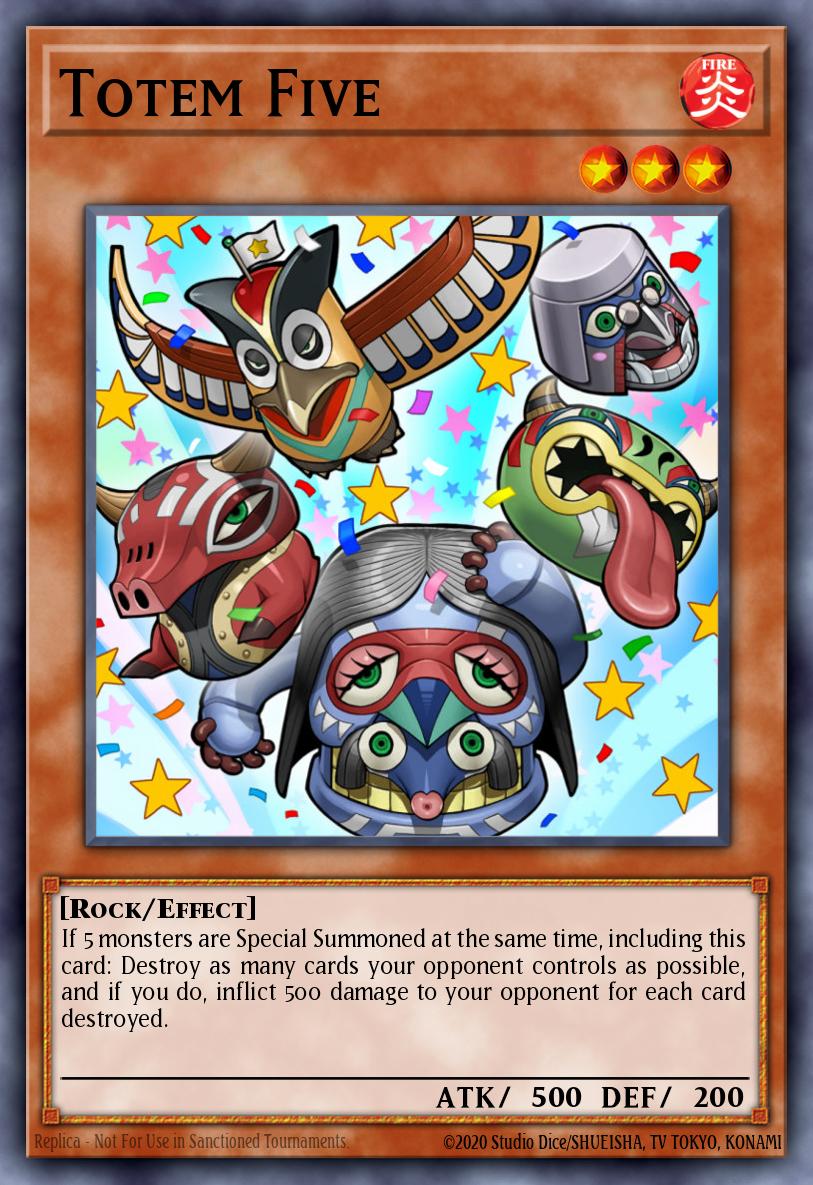 Totem Five
FIRE
炎
[Rock/Effect]
If 5 monsters are Special Summoned at the same time, including this
card: Destroy as many cards your opponent controls as possible,
and if you do, inflict 500 damage to your opponent for each card
destroyed.
ATK/ 500 DEF/ 200
Replica - Not For Use in Sanctioned Tournaments.
©2020 Studio Dice/SHUEISHA, TV TOKYO, KONAMI